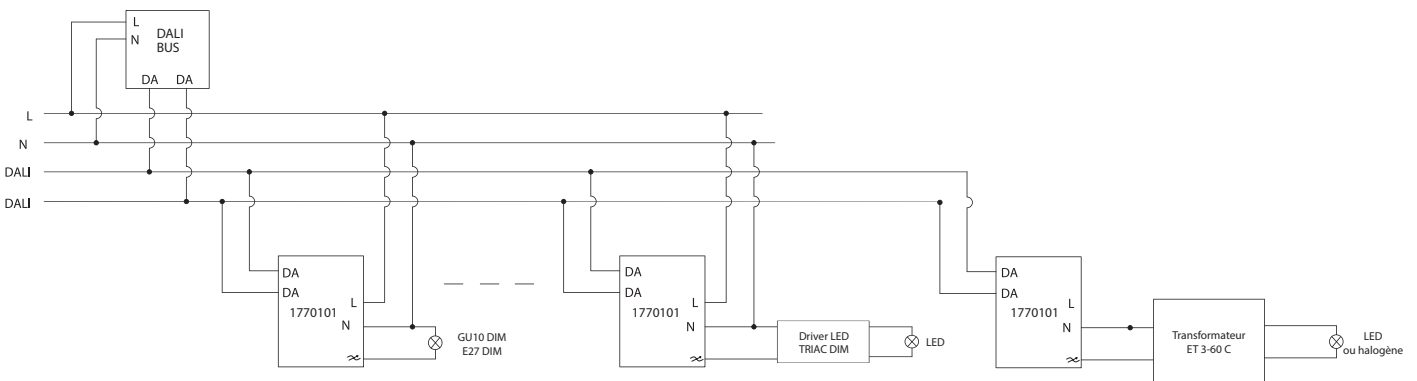 L
N
DALI
BUS
DA DA
L
N
DALI
DALI
DA
DA
1770101
L
N
GU10 DIM
E27 DIM
DA
DA
1770101
L
N
Driver LED
TRIAC DIM
LED
DA
DA
1770101
L
N
Transformateur
ET 3-60 C
LED
ou halogène